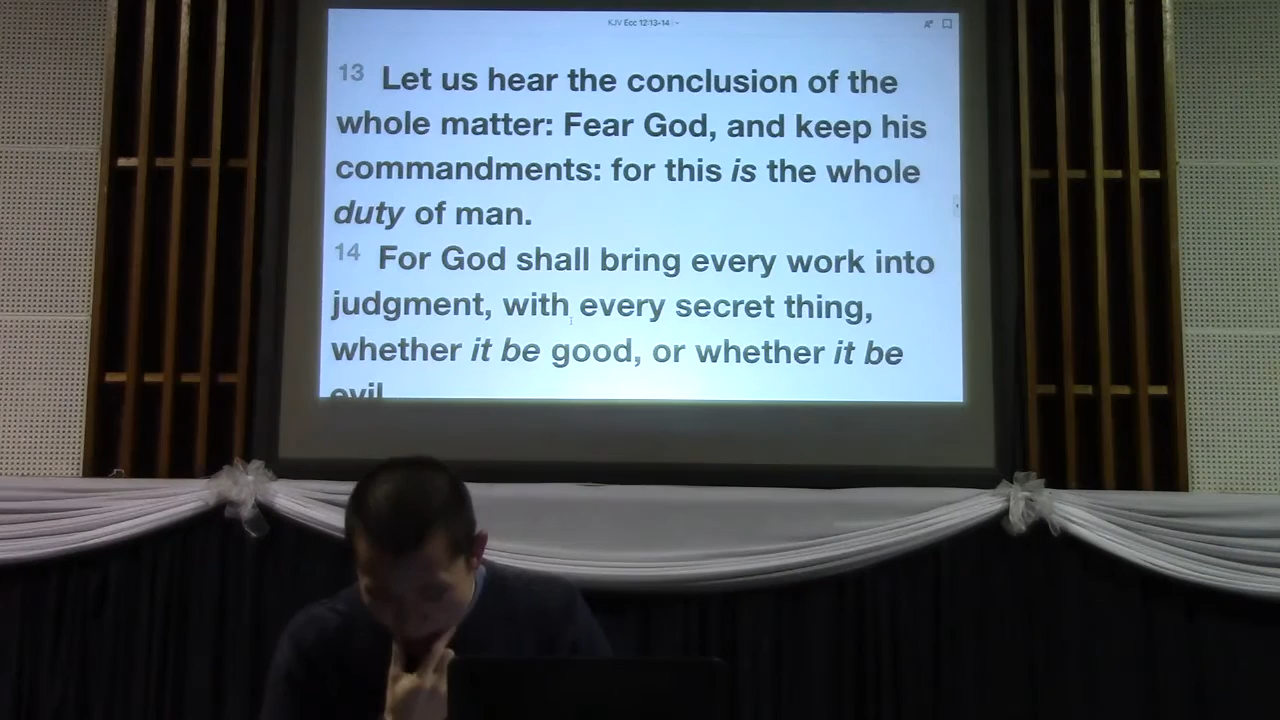 KJV Ecc 12:13-14
13 Let us hear the conclusion of the
whole matter: Fear God, and keep his
commandments: for this is the whole
duty of man.
14 For God shall bring every work into
judgment, with every secret thing,
whether it be good, or whether it be
evil